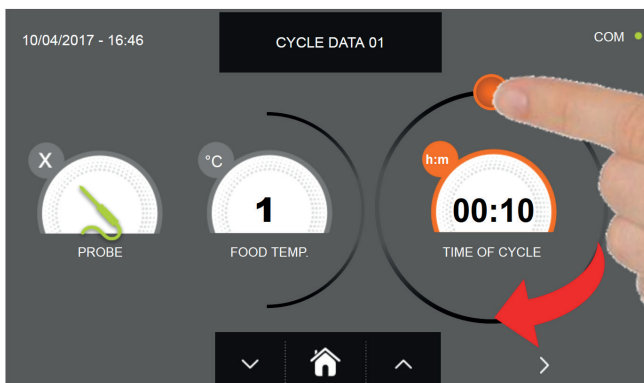 10/04/2017 - 16:46
CYCLE DATA 01
COM
X
°C
h:m
1
00:10
PROBE
FOOD TEMP.
TIME OF CYCLE